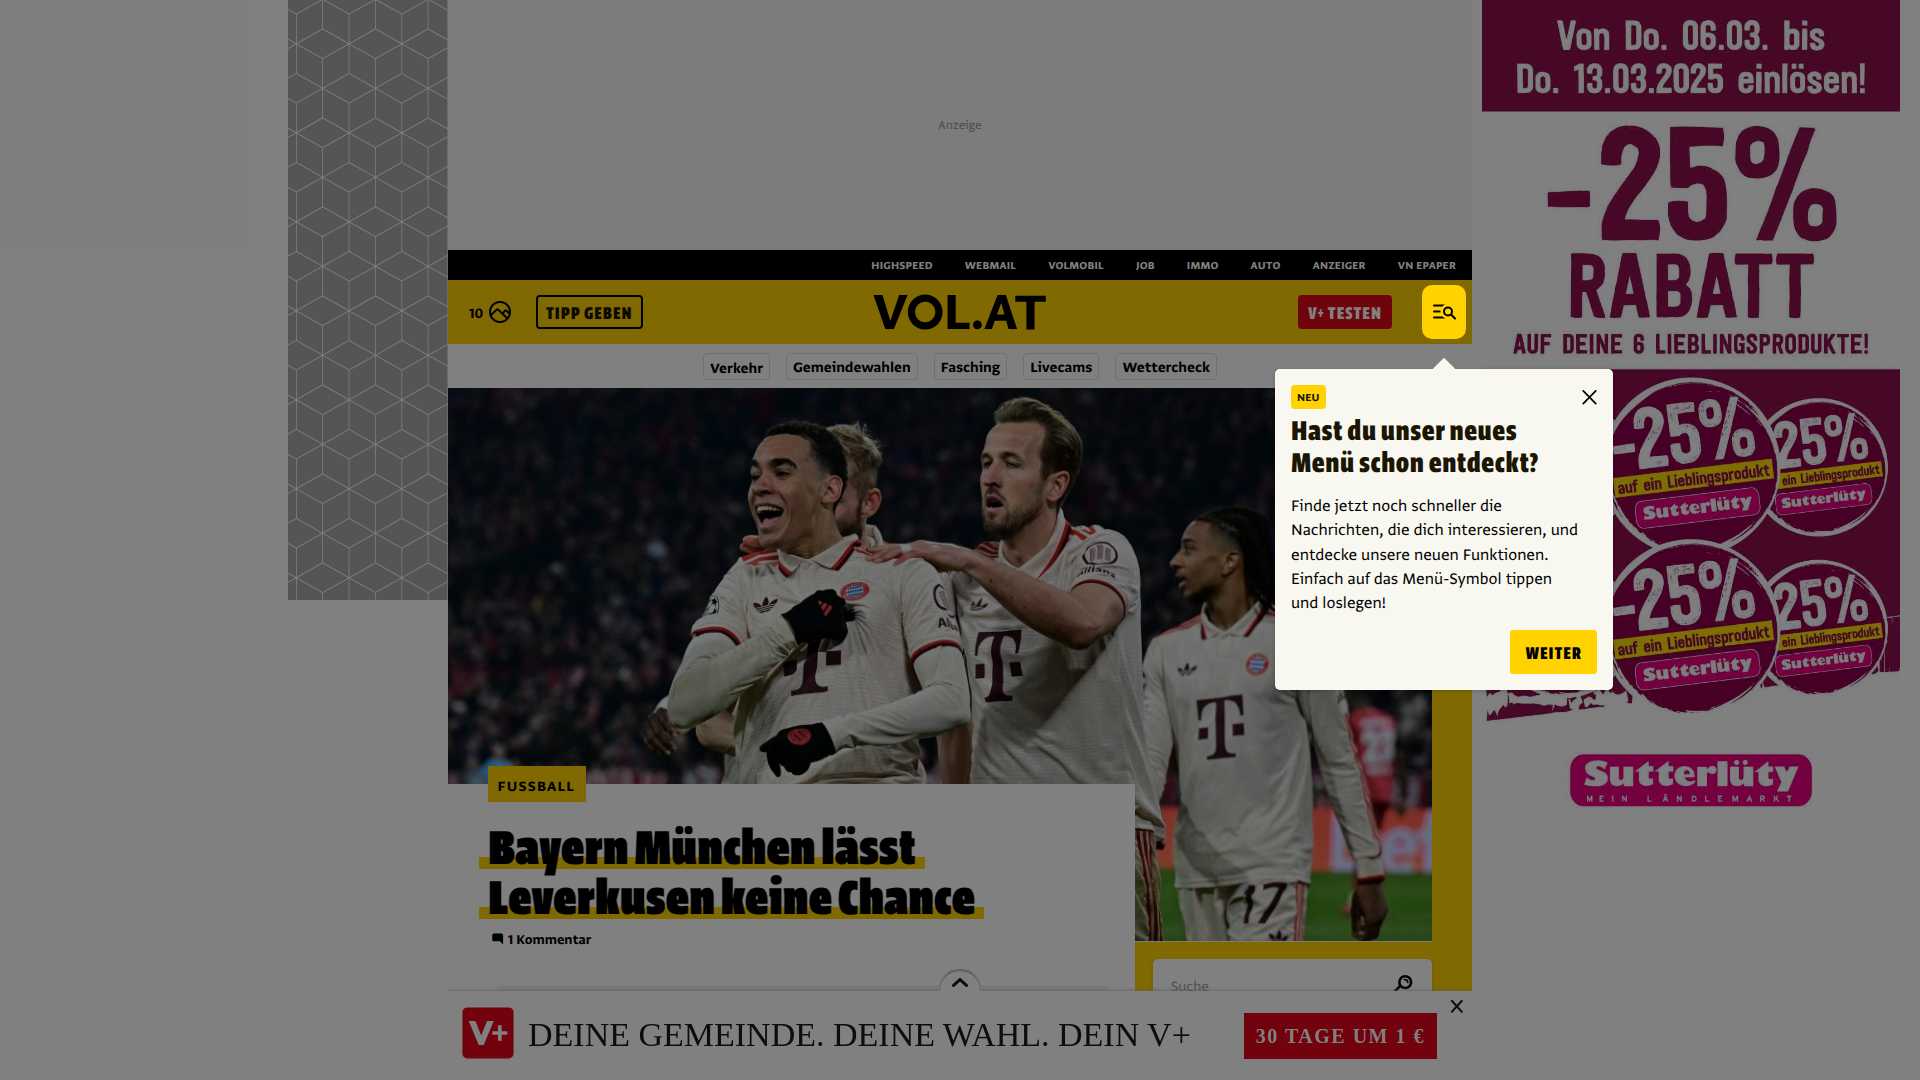 Anzeige
HIGHSPEED WEBMAIL VOLMOBIL JOB IMMO AUTO ANZEIGER VN EPAPER
10 TIPP GEBEN VOL.AT V+ TESTEN
Verkehr Gemeindewahlen Fasching Livecams Wettercheck
NEU
Hast du unser neues
Menü schon entdeckt?
Finde jetzt noch schneller die
Nachrichten, die dich interessieren, und
entdecke unsere neuen Funktionen.
Einfach auf das Menü-Symbol tippen
und loslegen!
WEITER
FUSSBALL
Bayern München lässt
Leverkusen keine Chance
1 Kommentar
Suche
V+ DEINE GEMEINDE. DEINE WAHL. DEIN V+ 30 TAGE UM 1 €
Von Do. 06.03. bis
Do. 13.03.2025 einlösen!
-25%
RABATT
AUF DEINE 6 LIEBLINGSPRODUKTE!
-25%
auf ein Lieblingsprodukt
Sutterlüty
25%
ein Lieblingsprodukt
Sutterlüty
-25%
auf ein Lieblingsprodukt
Sutterlüty
25%
ein Lieblingsprodukt
Sutterlüty
Sutterlüty
MEIN LÄNDLEMARKT
T
T
T
17